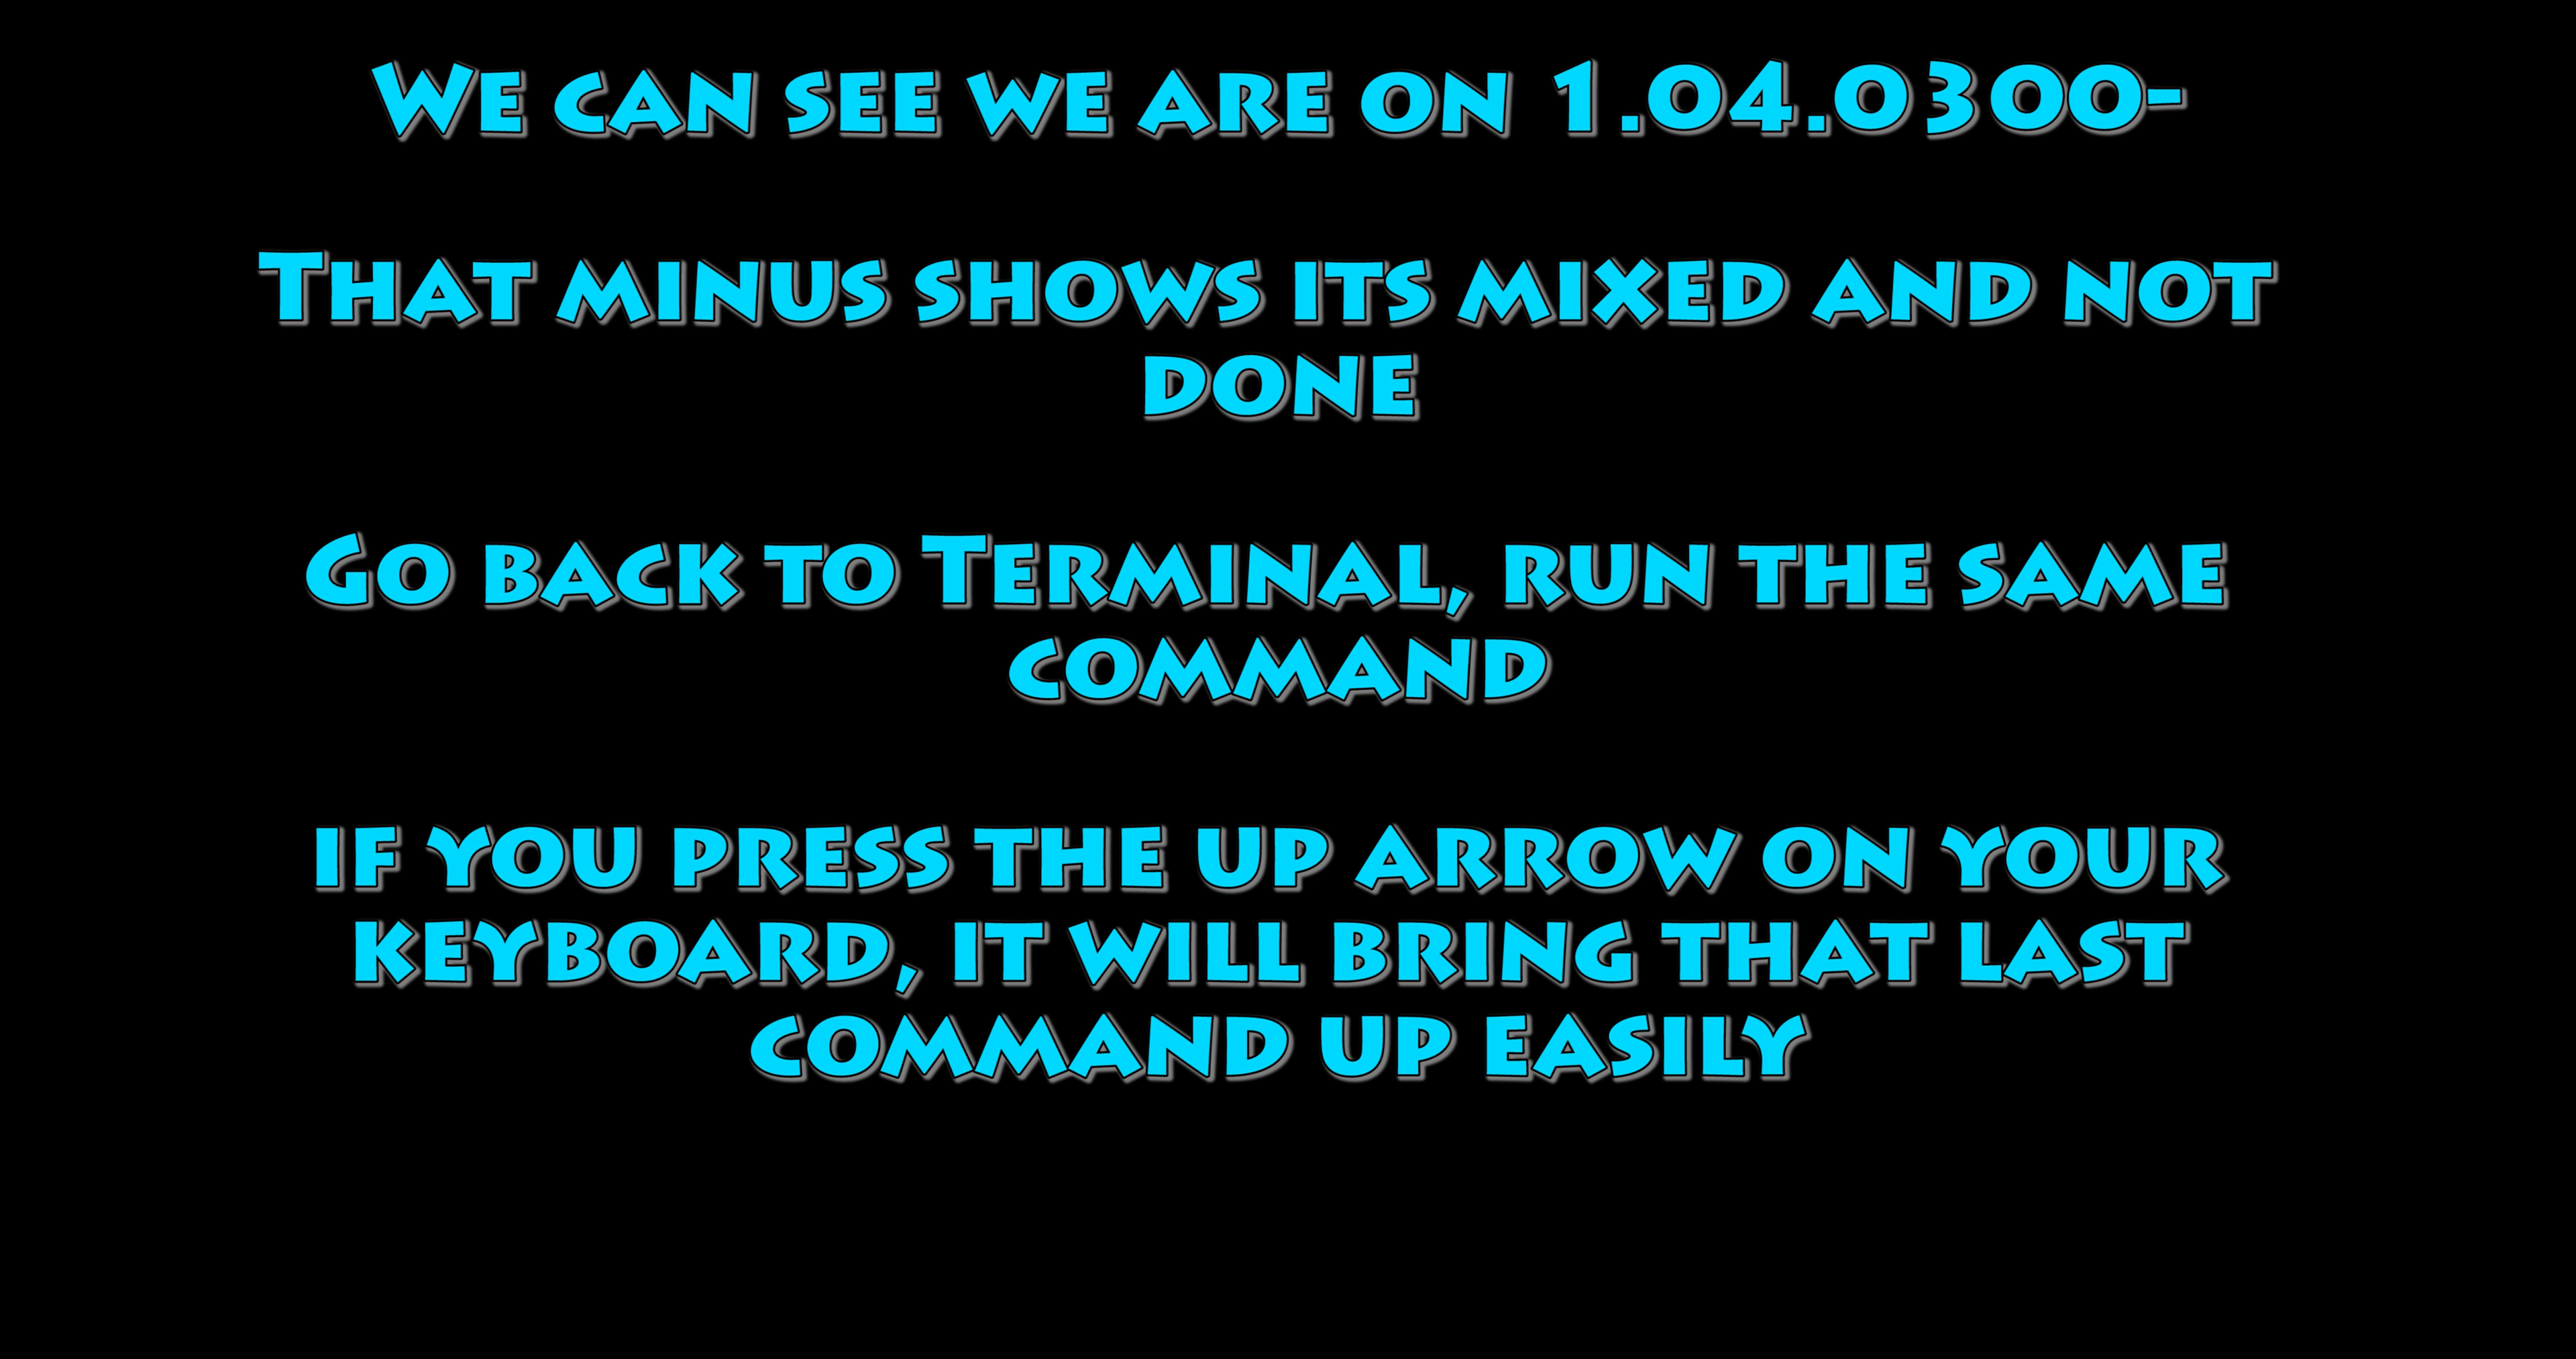 We can see we are on 1.04.0300-
That minus shows its mixed and not
done
Go back to Terminal, run the same
command
if you press the up arrow on your
keyboard, it will bring that last
command up easily